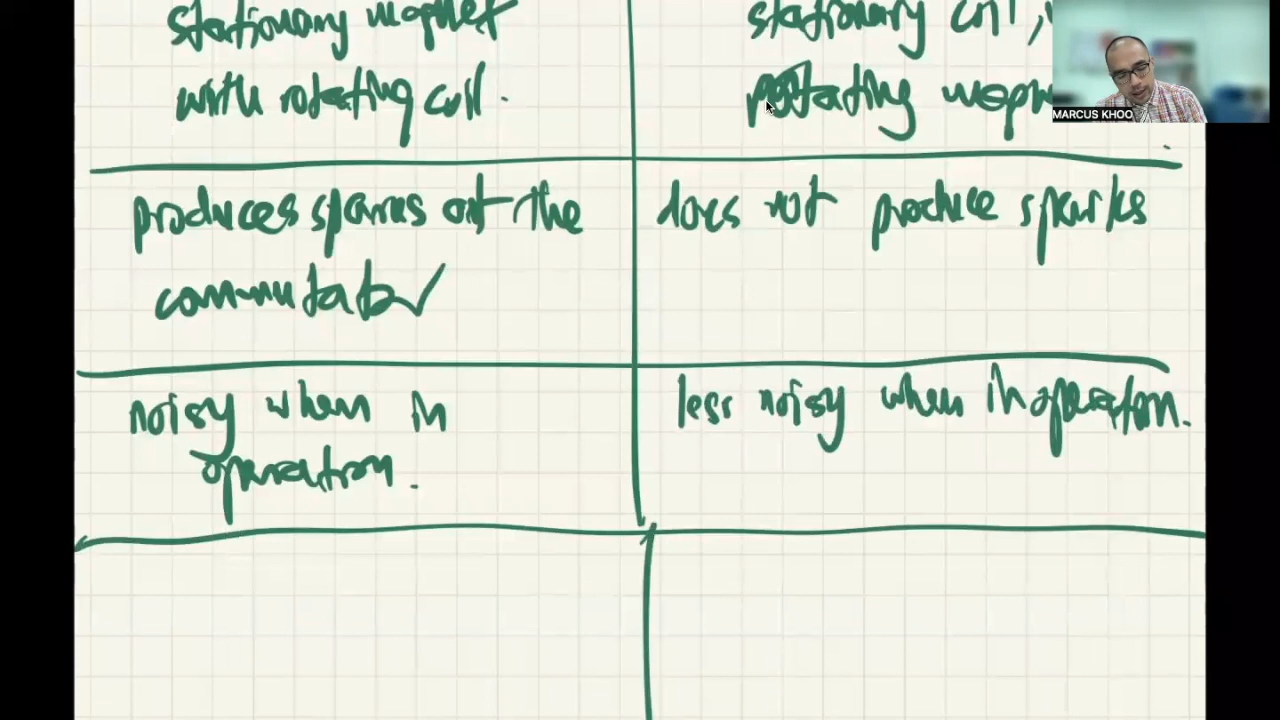 stationary magnet
with rotating coil.
stationary coil,
rotating
MARCUS KHOO
produces sparks at the
commutator
does not produce sparks
noisy when in
operation.
less noisy when in operation.